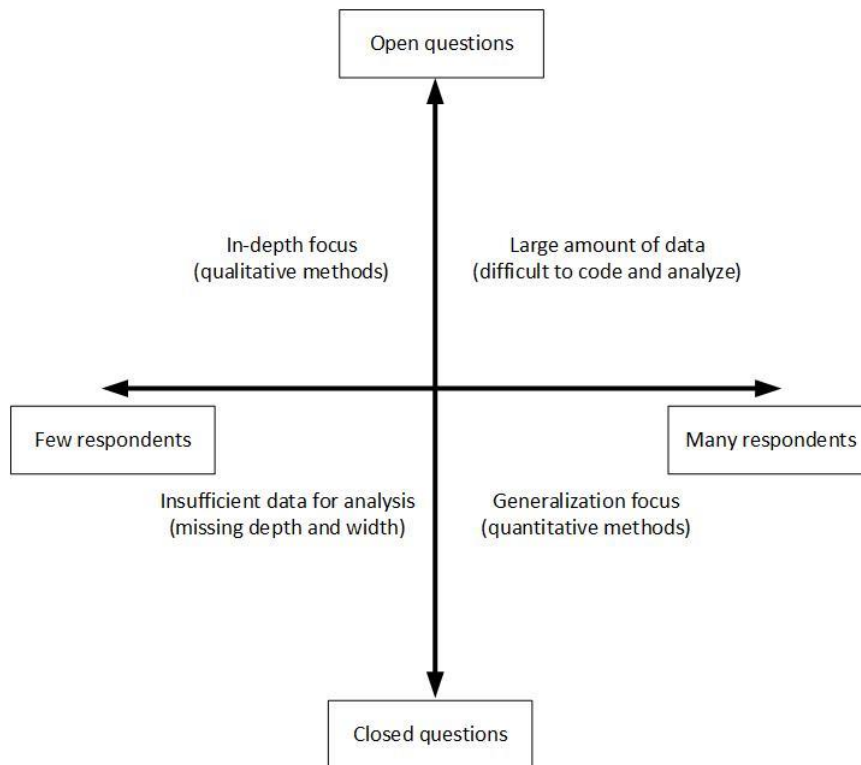 Open questions
In-depth focus
(qualitative methods)
Large amount of data
(difficult to code and analyze)
Few respondents
Many respondents
Insufficient data for analysis
(missing depth and width)
Generalization focus
(quantitative methods)
Closed questions